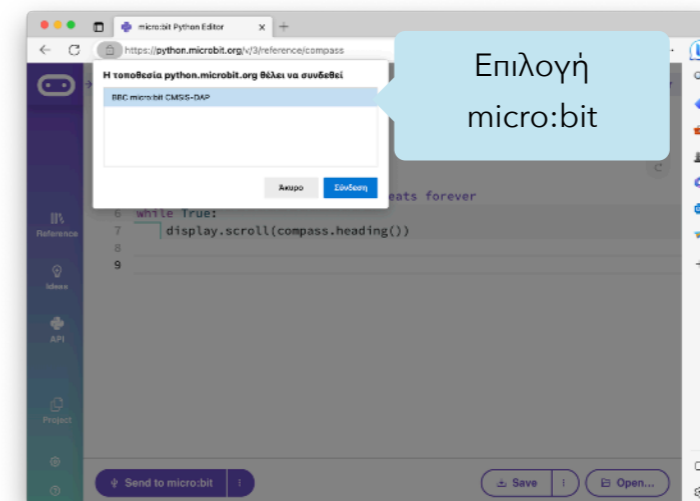 micro:bit Python Editor
https://python.microbit.org/v/3/reference/compass
Η τοποθεσία python.microbit.org θέλει να συνδεθεί
BBC micro:bit CMSIS-DAP
Άκυρο
Σύνδεση
Επιλογή
micro:bit
eats forever
6 while True:
7 display.scroll(compass.heading())
8
9
Reference
Ideas
API
Project
Send to micro:bit
Save
Open...